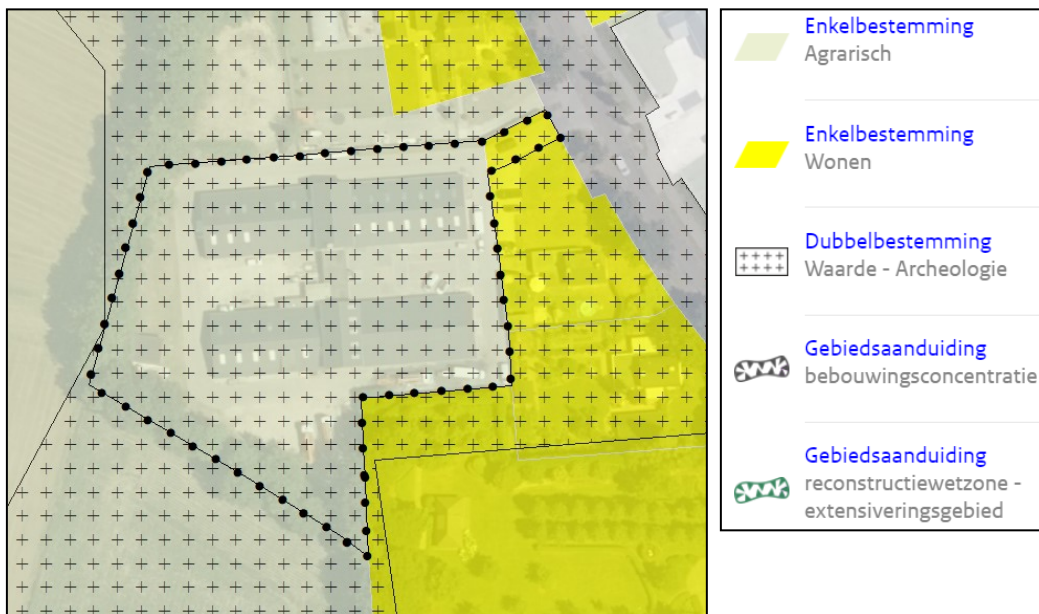 Enkelbestemming
Agrarisch
Enkelbestemming
Wonen
Dubbelbestemming
Waarde - Archeologie
Gebiedsaanduiding
bebouwingsconcentratie
Gebiedsaanduiding
reconstructiewetzone -
extensiveringsgebied